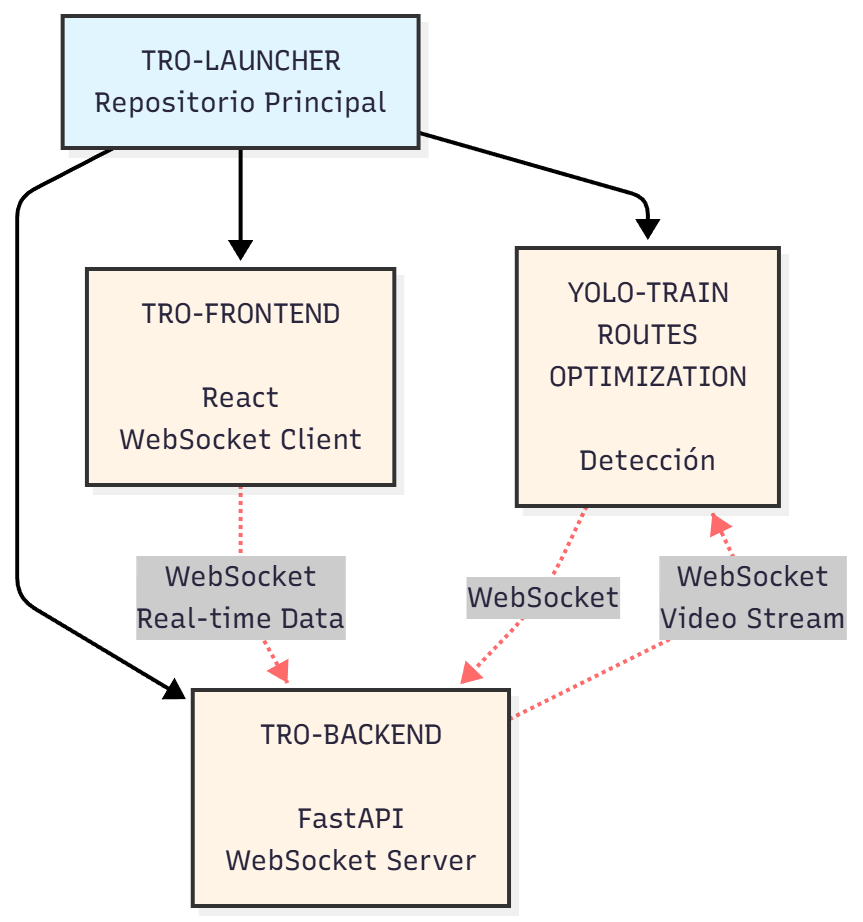 TRO-LAUNCHER
Repositorio Principal
TRO-FRONTEND
React
WebSocket Client
YOLO-TRAIN
ROUTES
OPTIMIZATION
Detección
WebSocket
Real-time Data
WebSocket
WebSocket
Video Stream
TRO-BACKEND
FastAPI
WebSocket Server